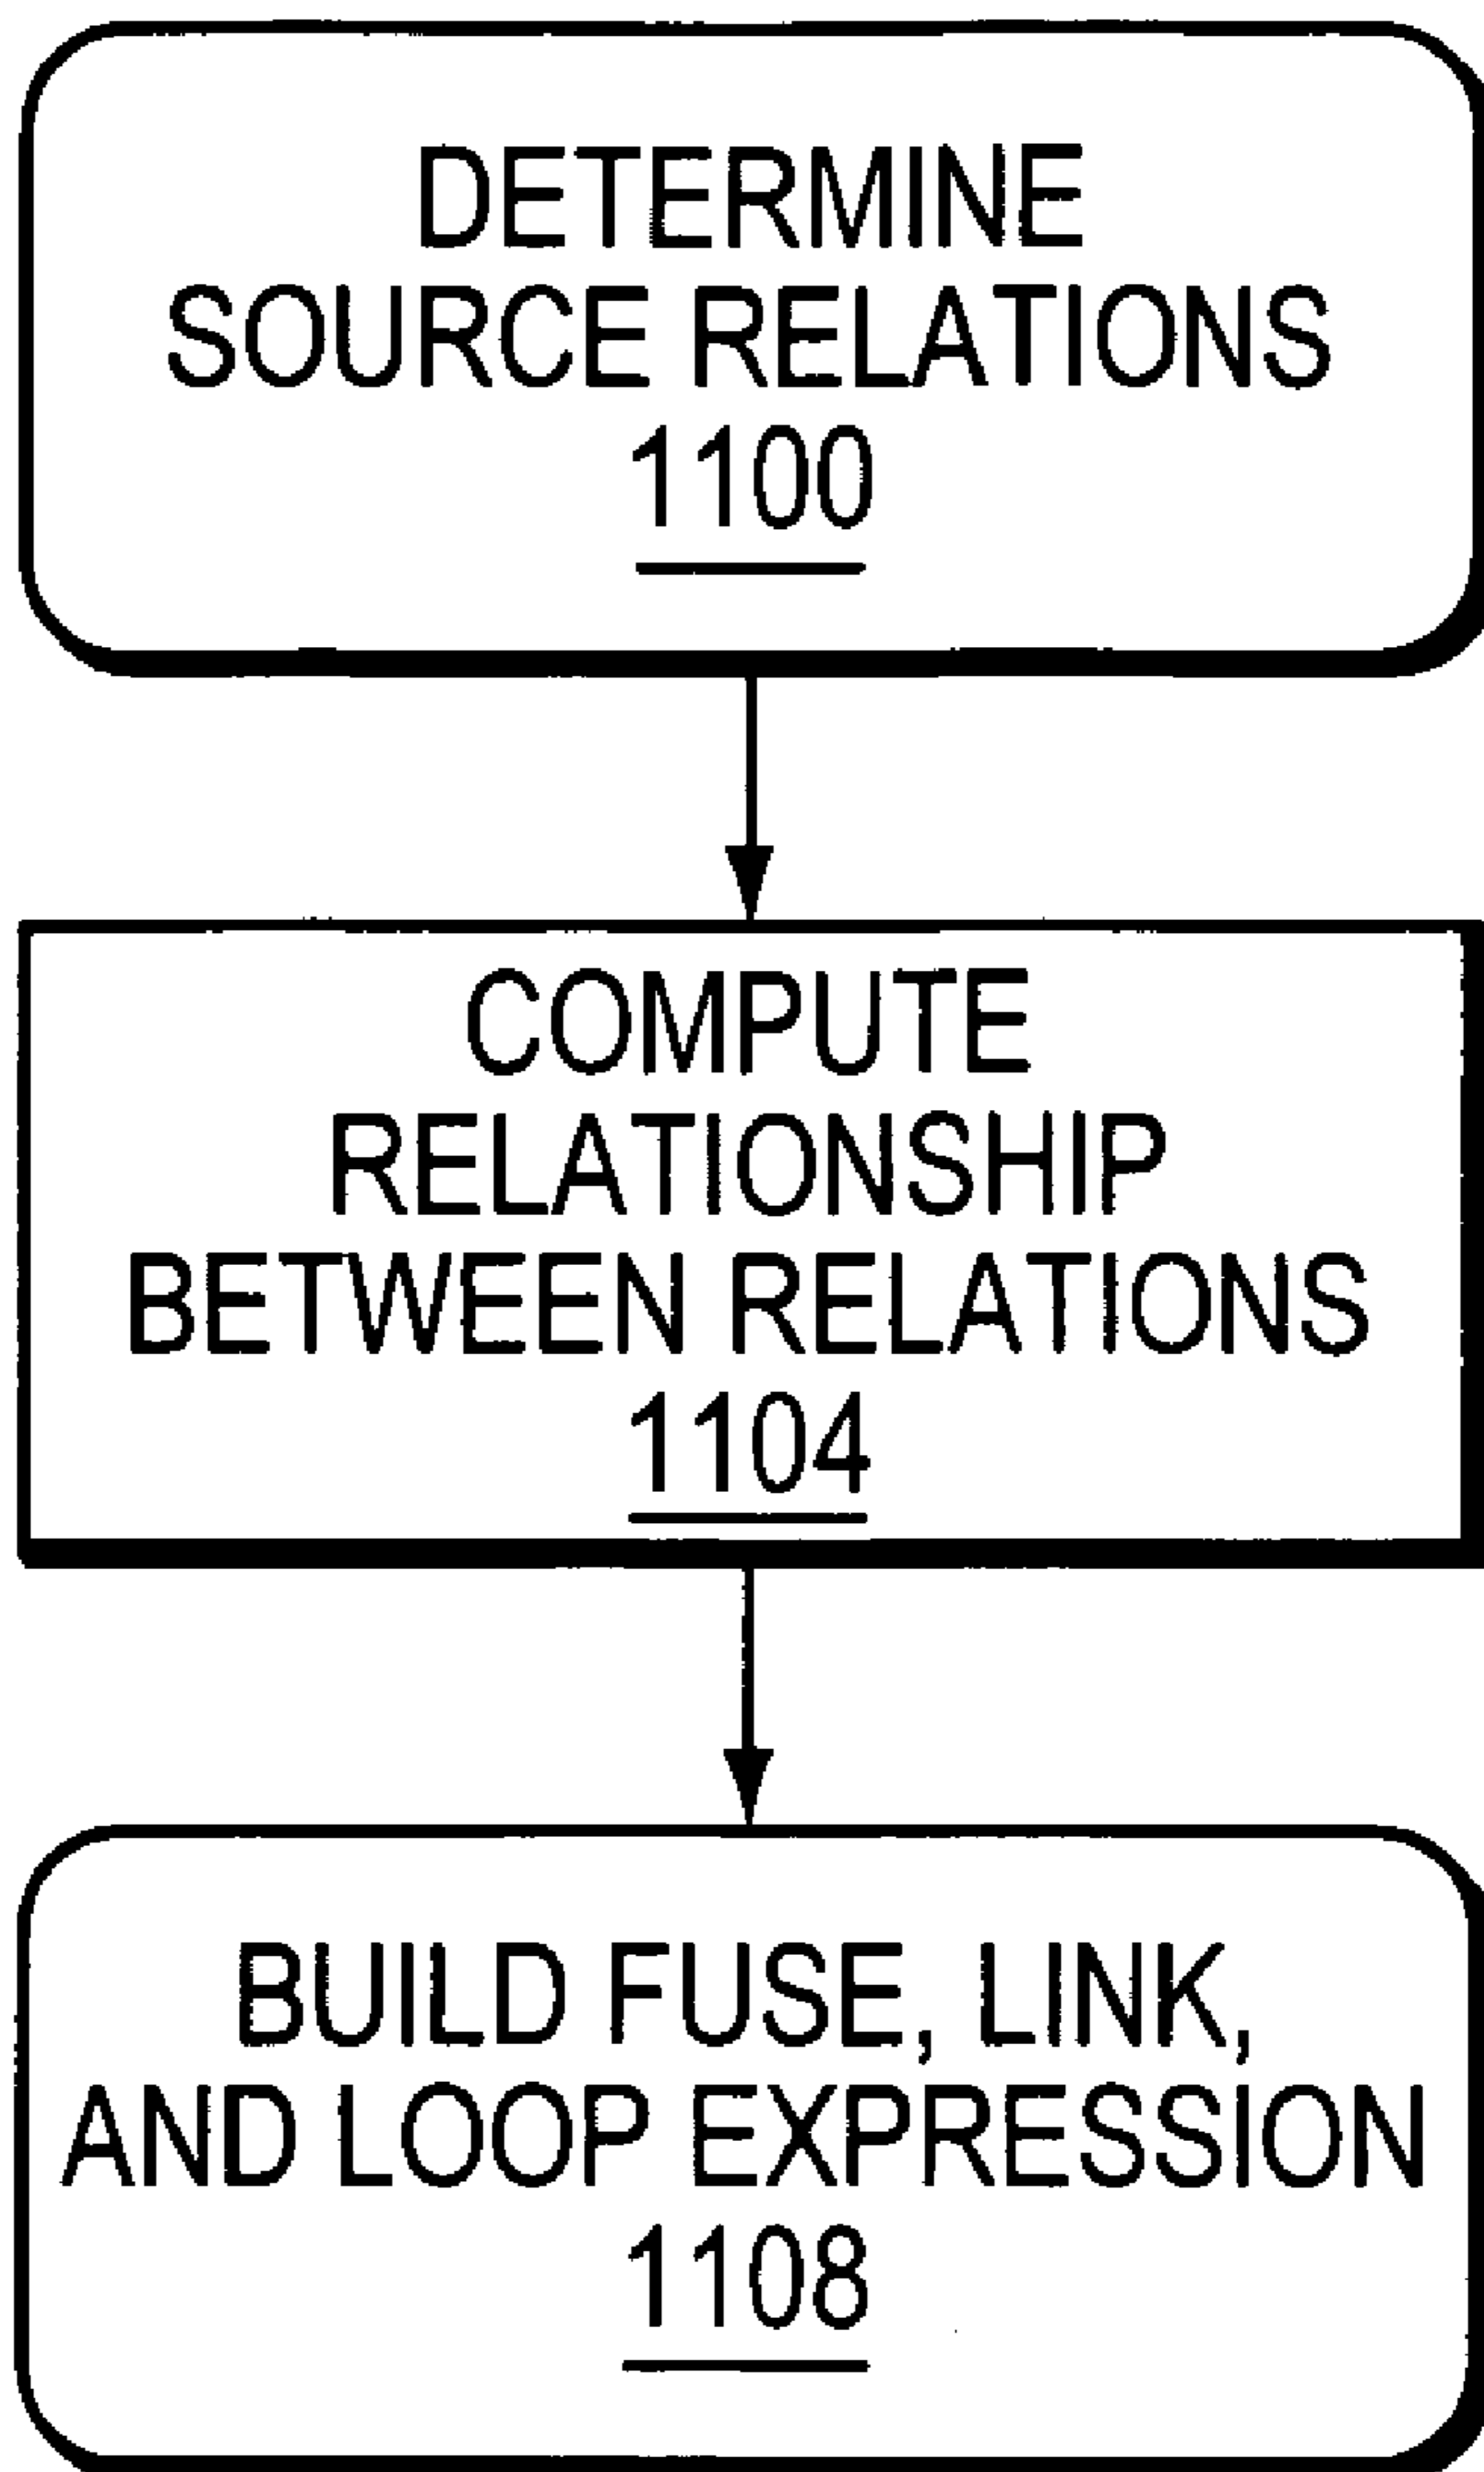 DETERMINE
SOURCE RELATIONS
1100
COMPUTE
RELATIONSHIP
BETWEEN RELATIONS
1104
BUILD FUSE, LINK,
AND LOOP EXPRESSION
1108